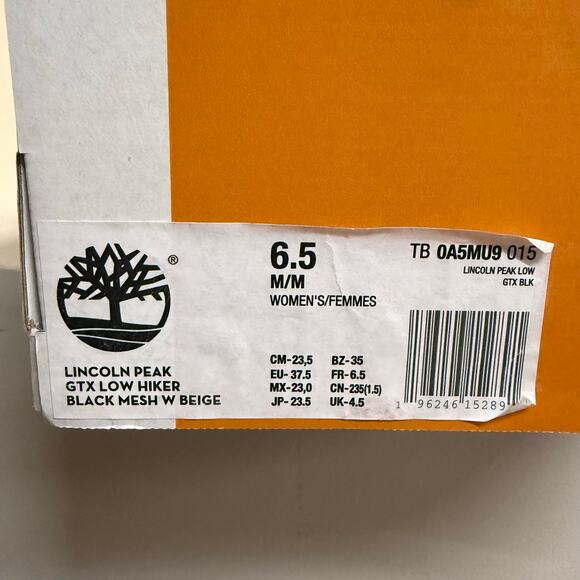 ®
6.5
M/M
WOMEN'S/FEMMES
TB 0A5MU9 015
LINCOLN PEAK LOW
GTX BLK
LINCOLN PEAK
GTX LOW HIKER
BLACK MESH W BEIGE
CM-23,5 BZ-35
EU-37.5 FR-6.5
MX-23,0 CN-235(1.5)
JP-23.5 UK-4.5
1 96246 15289